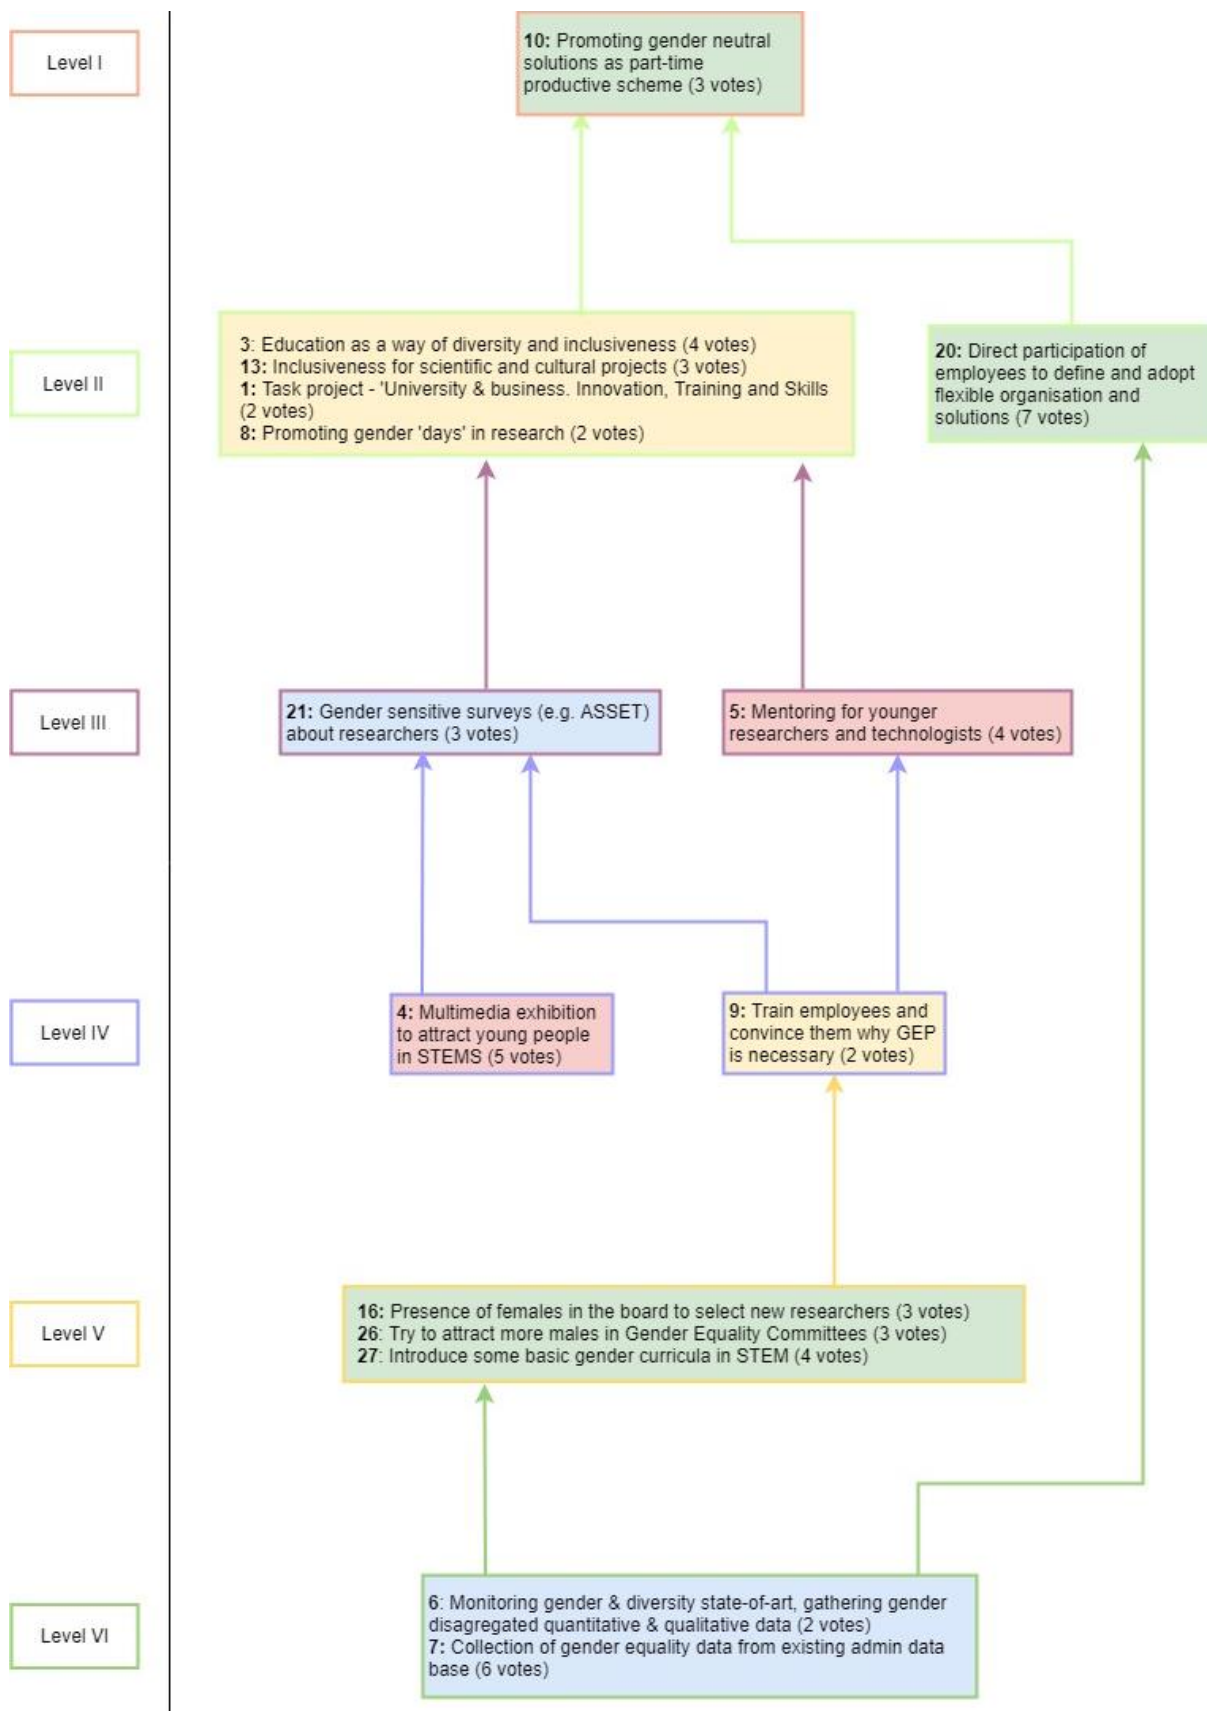 Level I
10: Promoting gender neutral
solutions as part-time
productive scheme (3 votes)
Level II
3: Education as a way of diversity and inclusiveness (4 votes)
13: Inclusiveness for scientific and cultural projects (3 votes)
1: Task project - 'University & business. Innovation, Training and Skills
(2 votes)
8: Promoting gender 'days' in research (2 votes)
20: Direct participation of
employees to define and adopt
flexible organisation and
solutions (7 votes)
Level III
21: Gender sensitive surveys (e.g. ASSET)
about researchers (3 votes)
5: Mentoring for younger
researchers and technologists (4 votes)
Level IV
4: Multimedia exhibition
to attract young people
in STEMS (5 votes)
9: Train employees and
convince them why GEP
is necessary (2 votes)
Level V
16: Presence of females in the board to select new researchers (3 votes)
26: Try to attract more males in Gender Equality Committees (3 votes)
27: Introduce some basic gender curricula in STEM (4 votes)
Level VI
6: Monitoring gender & diversity state-of-art, gathering gender
disagregated quantitative & qualitative data (2 votes)
7: Collection of gender equality data from existing admin data
base (6 votes)